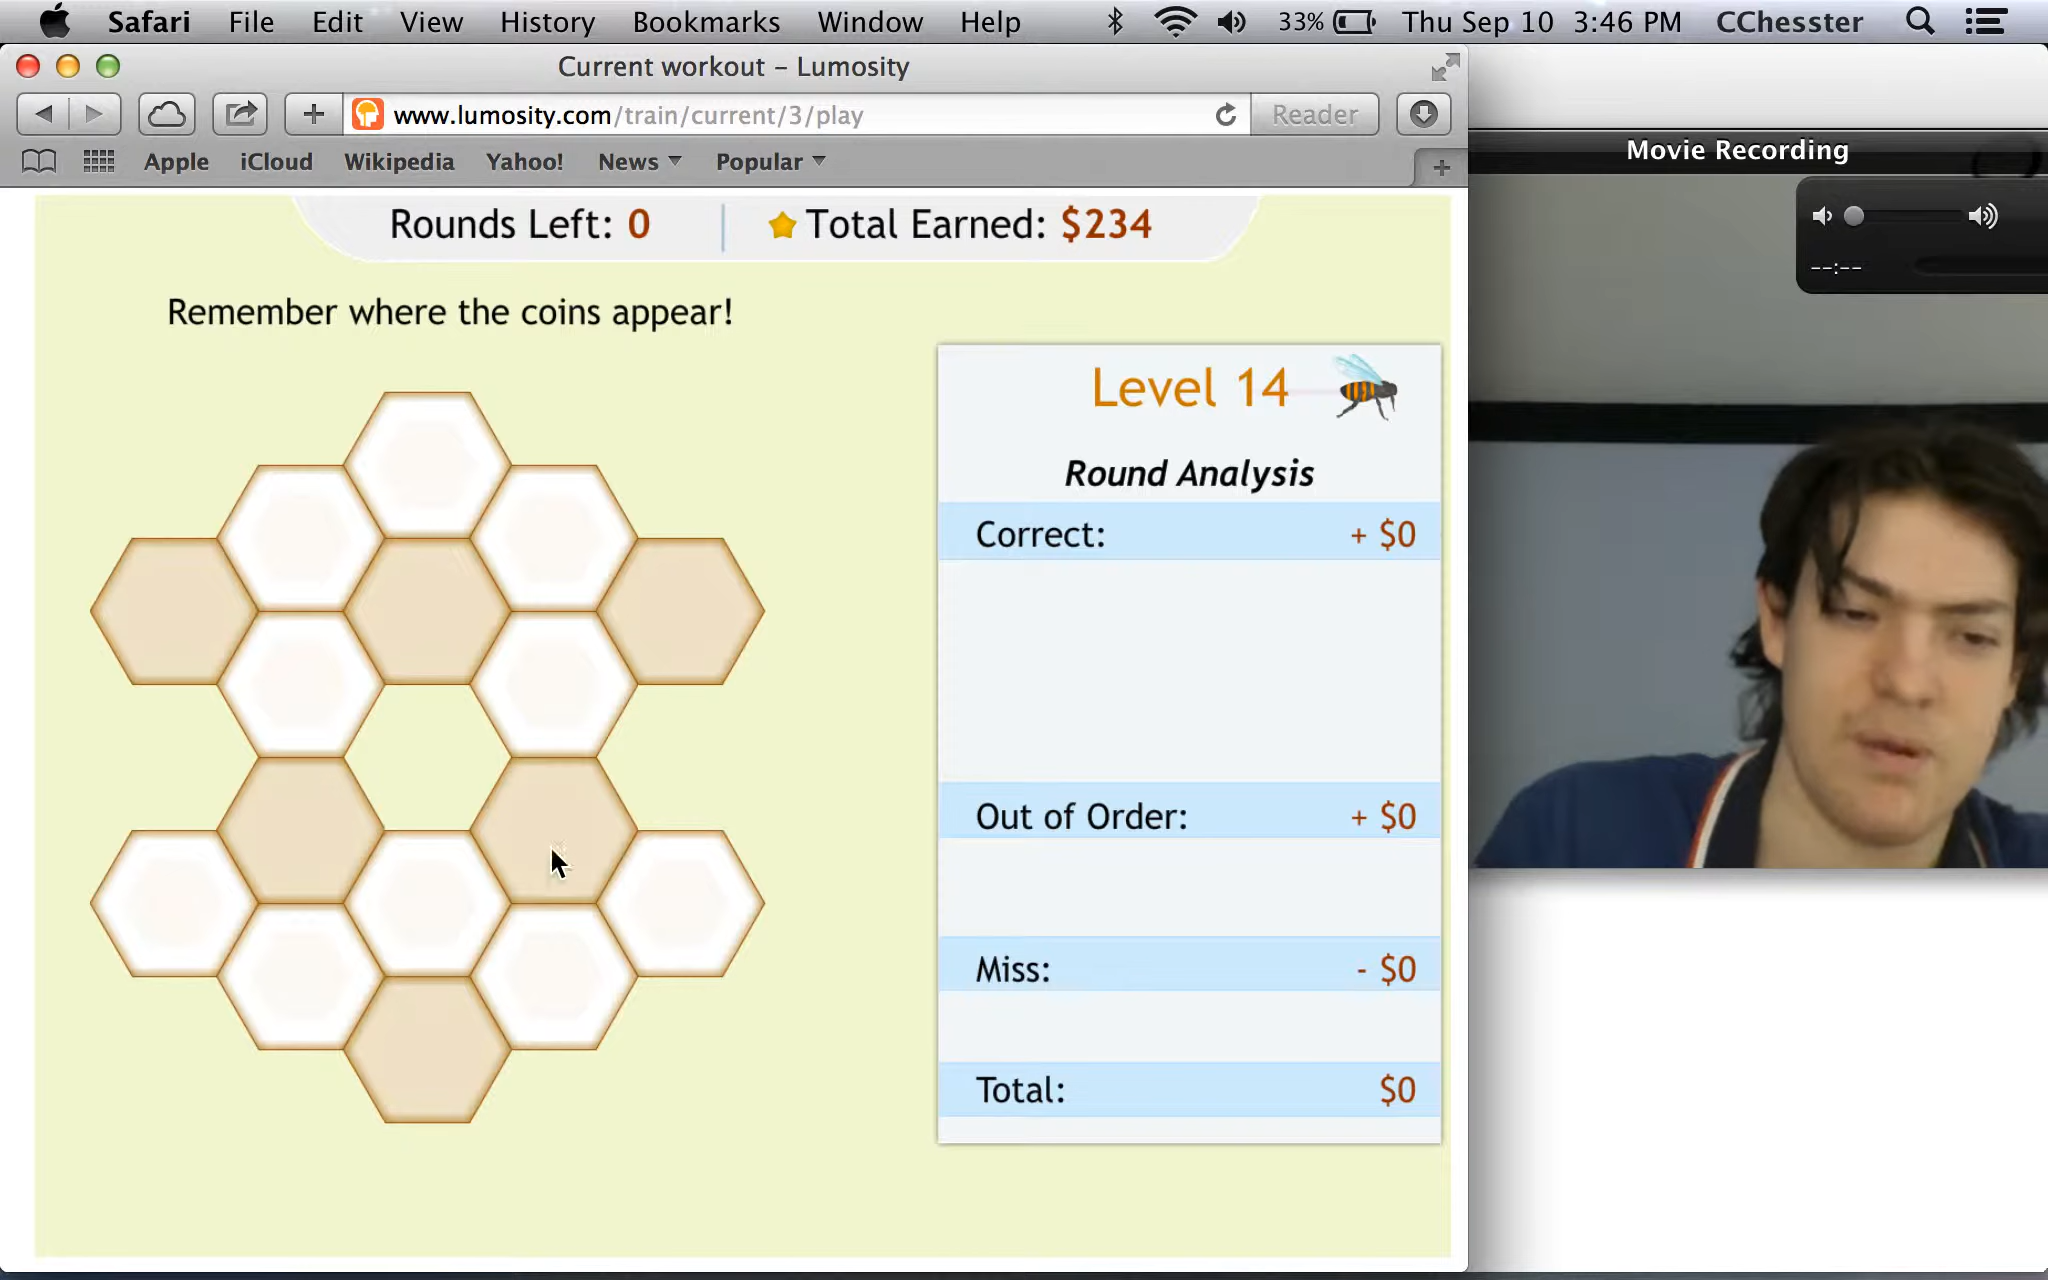 Safari File Edit View History Bookmarks Window Help 33% Thu Sep 10 3:46 PM CChesster
Current workout – Lumosity
www.lumosity.com/train/current/3/play Reader
Apple iCloud Wikipedia Yahoo! News Popular
Movie Recording
--:--
Rounds Left: 0 Total Earned: $234
Remember where the coins appear!
Level 14
Round Analysis
Correct: + $0
Out of Order: + $0
Miss: - $0
Total: $0